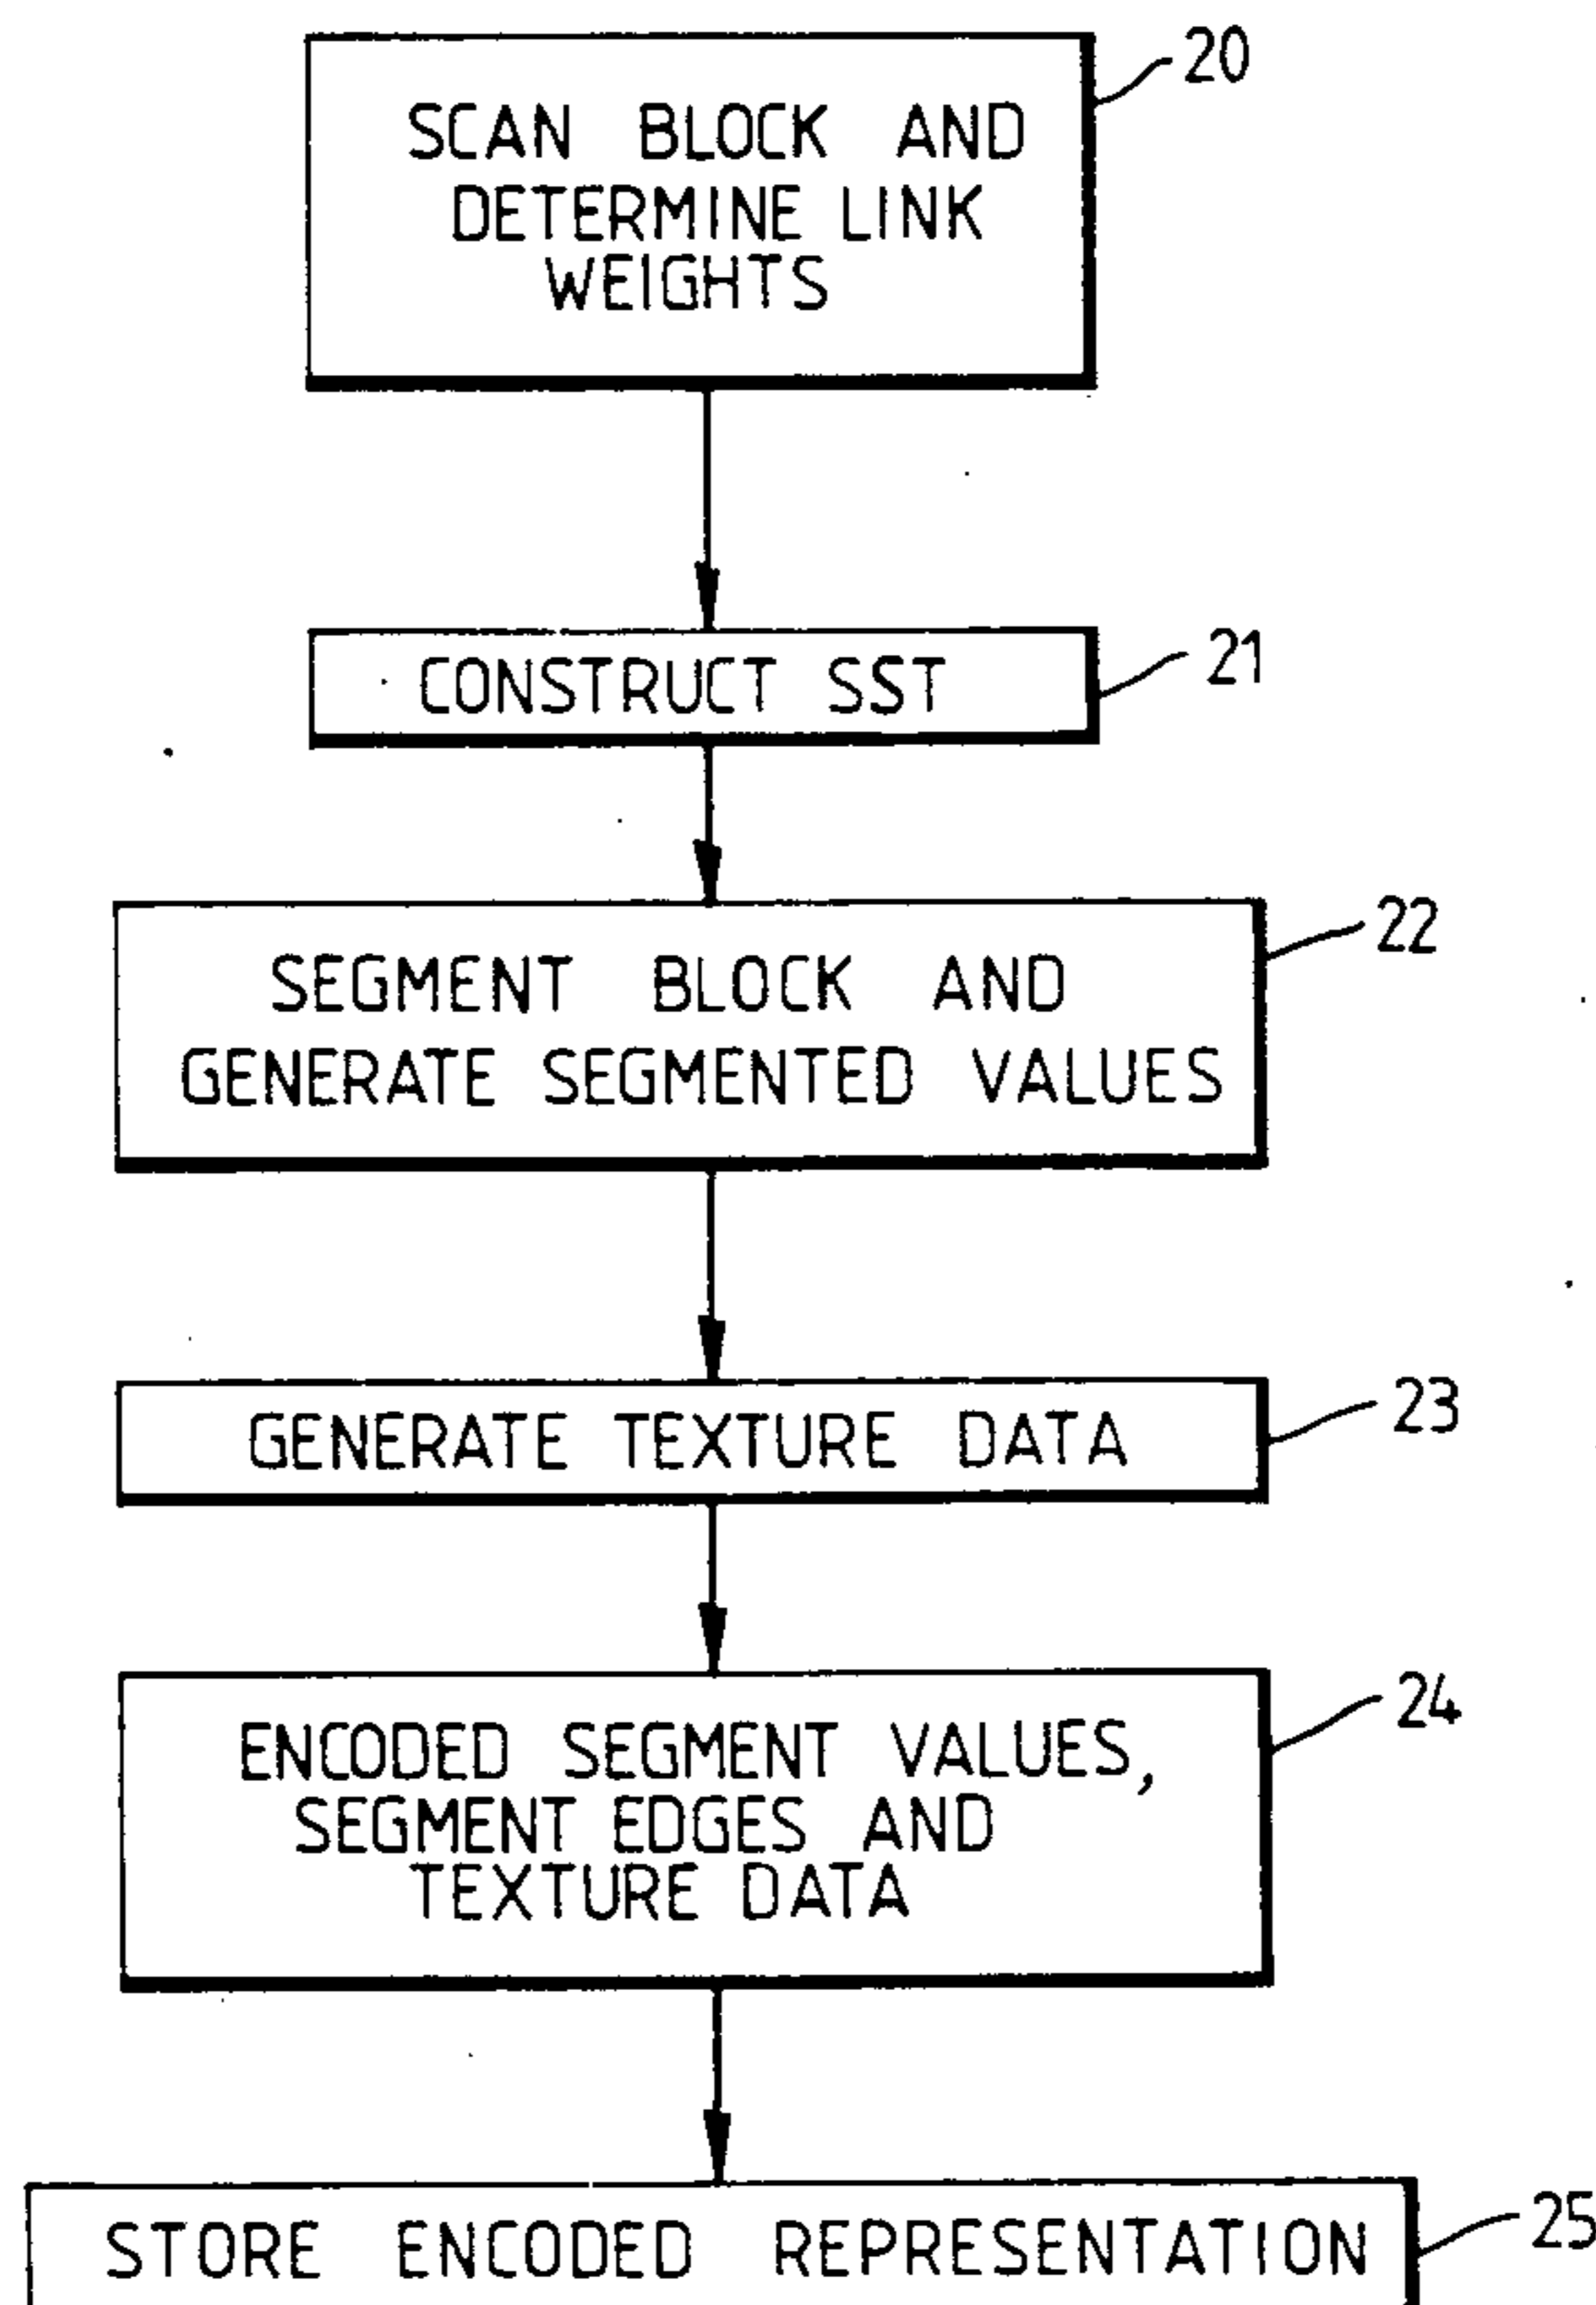 20
SCAN BLOCK AND
DETERMINE LINK
WEIGHTS
21
CONSTRUCT SST
22
SEGMENT BLOCK AND
GENERATE SEGMENTED VALUES
23
GENERATE TEXTURE DATA
24
ENCODED SEGMENT VALUES,
SEGMENT EDGES AND
TEXTURE DATA
25
STORE ENCODED REPRESENTATION